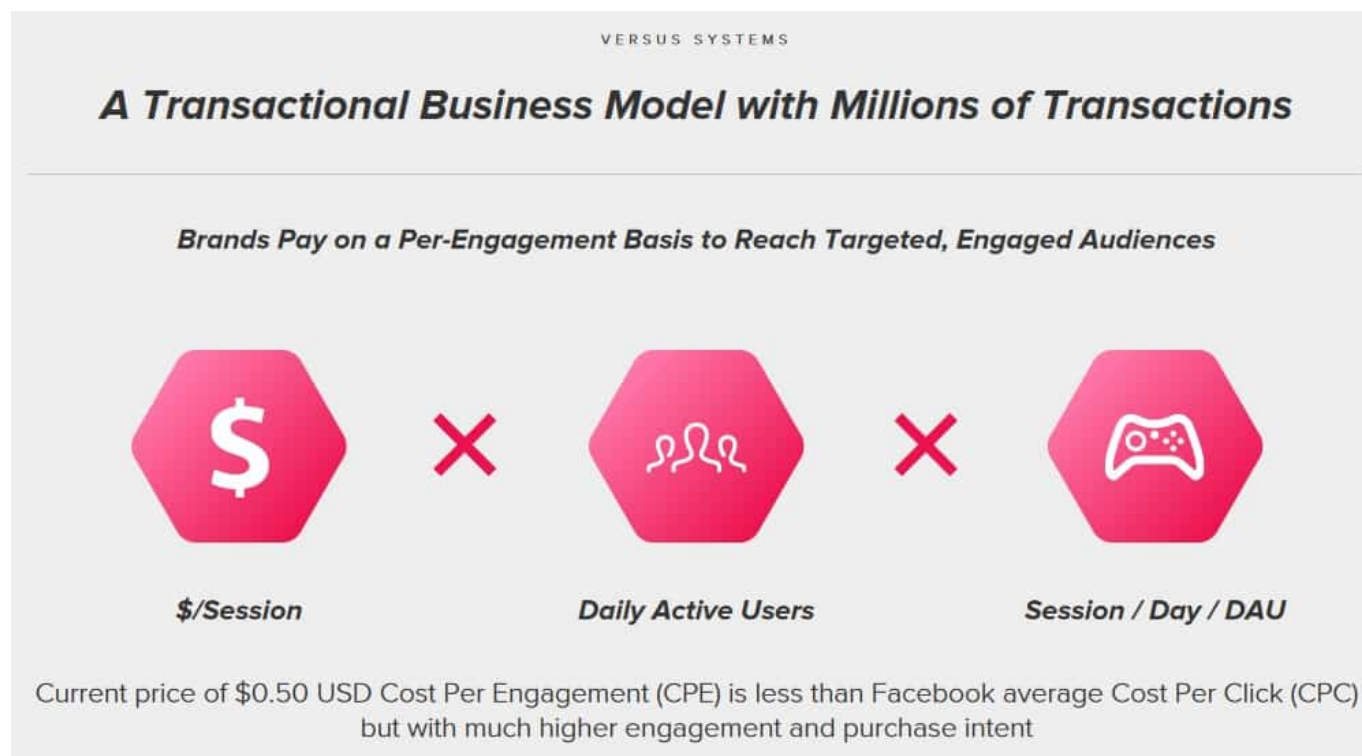 VERSUS SYSTEMS
A Transactional Business Model with Millions of Transactions
Brands Pay on a Per-Engagement Basis to Reach Targeted, Engaged Audiences
$
$/Session
Daily Active Users
Session / Day / DAU
Current price of $0.50 USD Cost Per Engagement (CPE) is less than Facebook average Cost Per Click (CPC)
but with much higher engagement and purchase intent